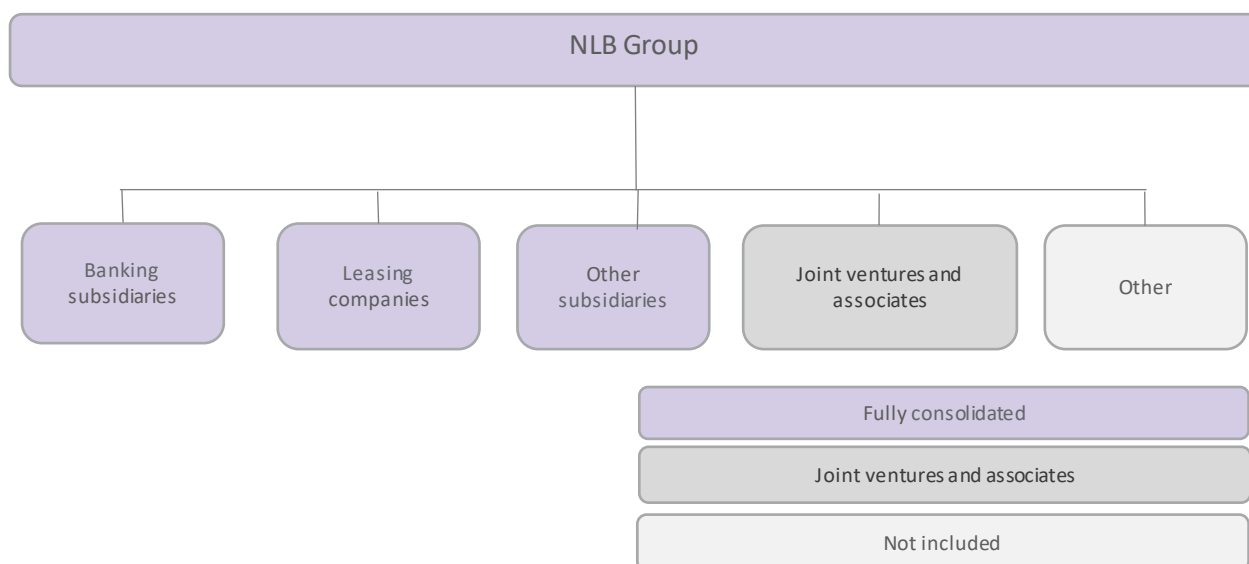 NLB Group
Banking
subsidiaries
Leasing
companies
Other
subsidiaries
Joint ventures and
associates
Other
Fully consolidated
Joint ventures and associates
Not included